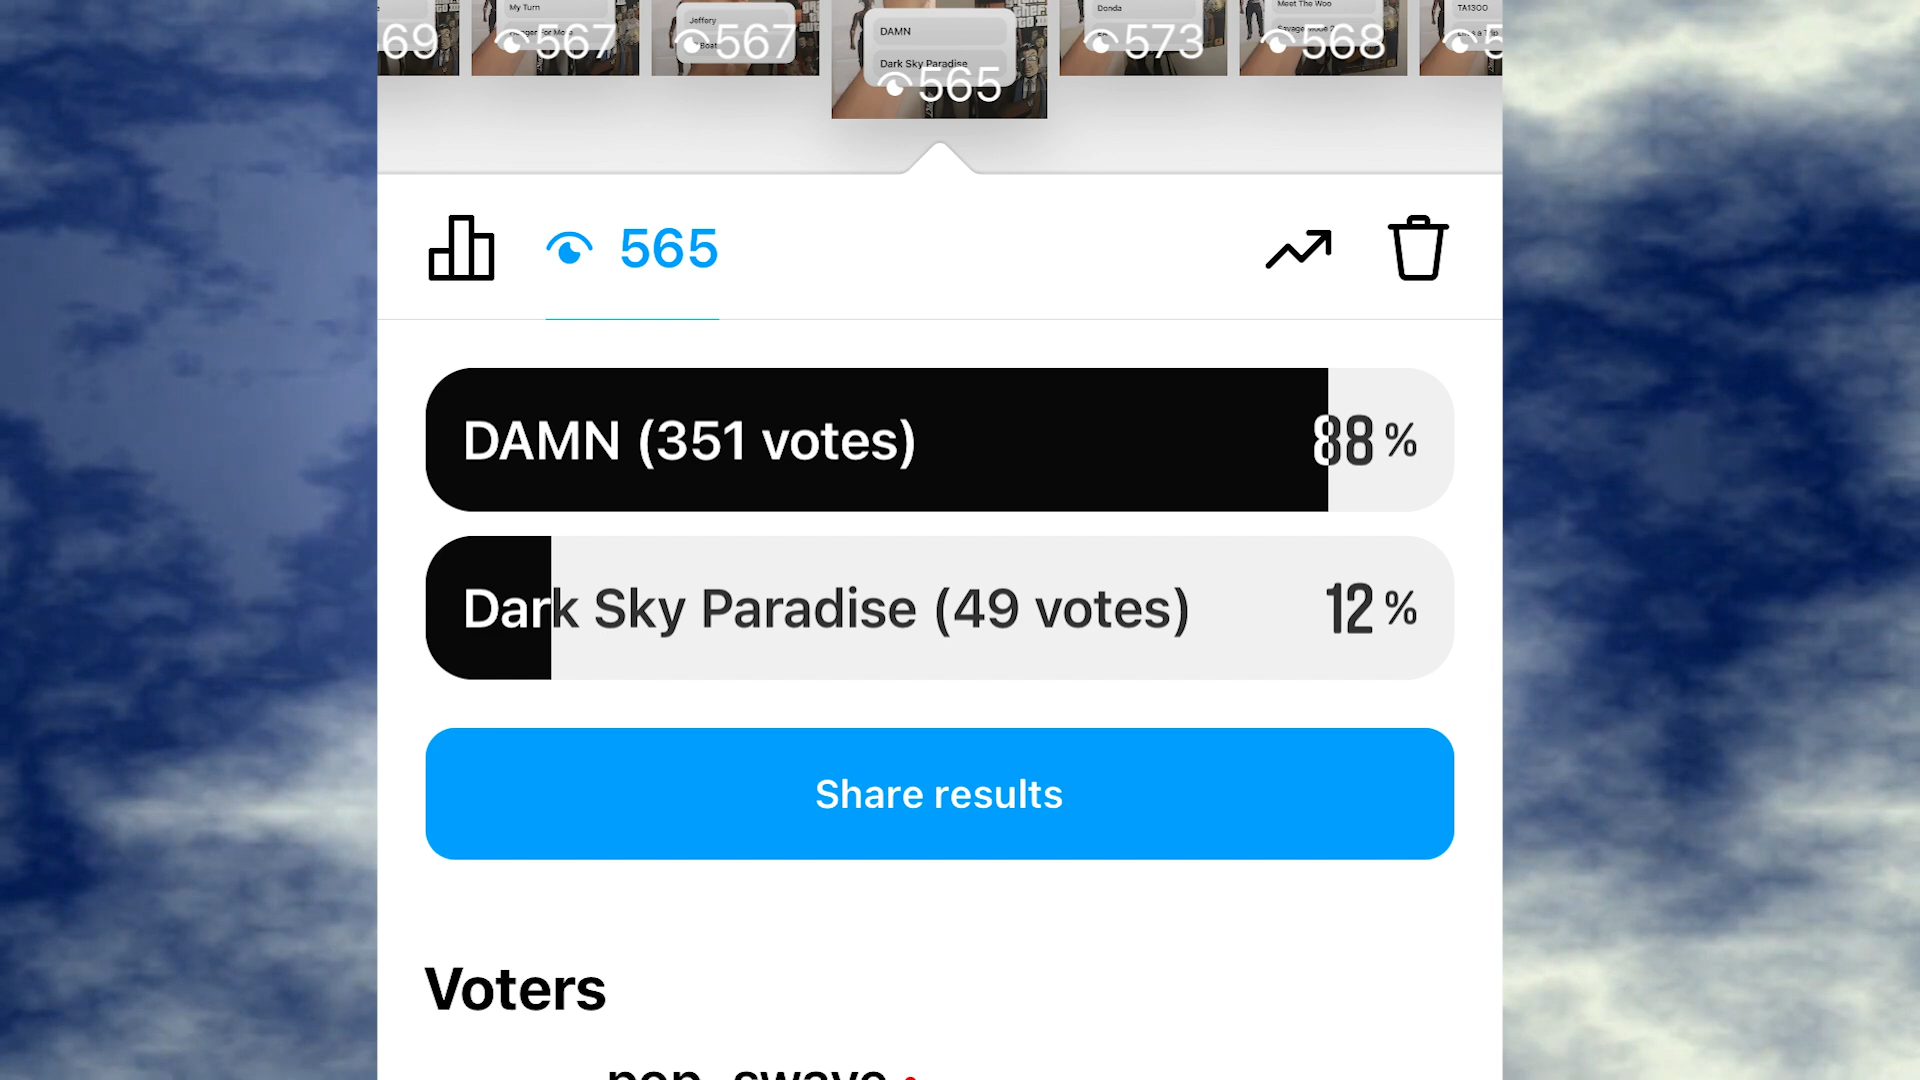 My Turn
Jeffery
DAMN
Donda
Meet The Woo
TA13OO
Dark Sky Paradise
69
567
567
565
573
568
565
DAMN (351 votes)
88%
Dark Sky Paradise (49 votes)
12%
Share results
Voters